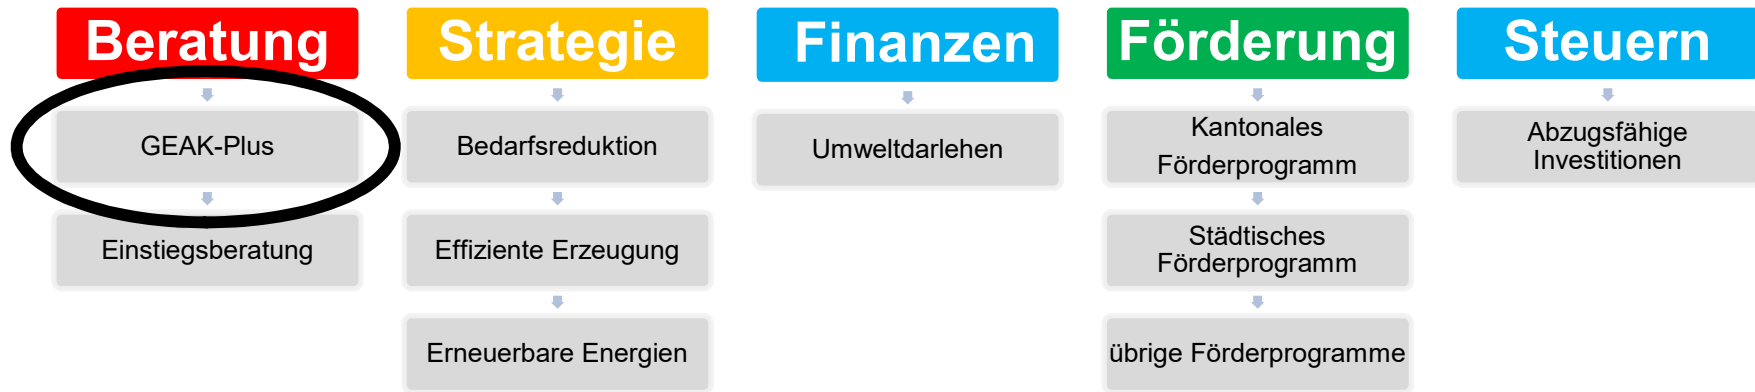 Beratung
GEAK-Plus
Einstiegsberatung
Strategie
Bedarfsreduktion
Effiziente Erzeugung
Erneuerbare Energien
Finanzen
Umweltdarlehen
Förderung
Kantonales
Förderprogramm
Städtisches
Förderprogramm
übrige Förderprogramme
Steuern
Abzugsfähige
Investitionen